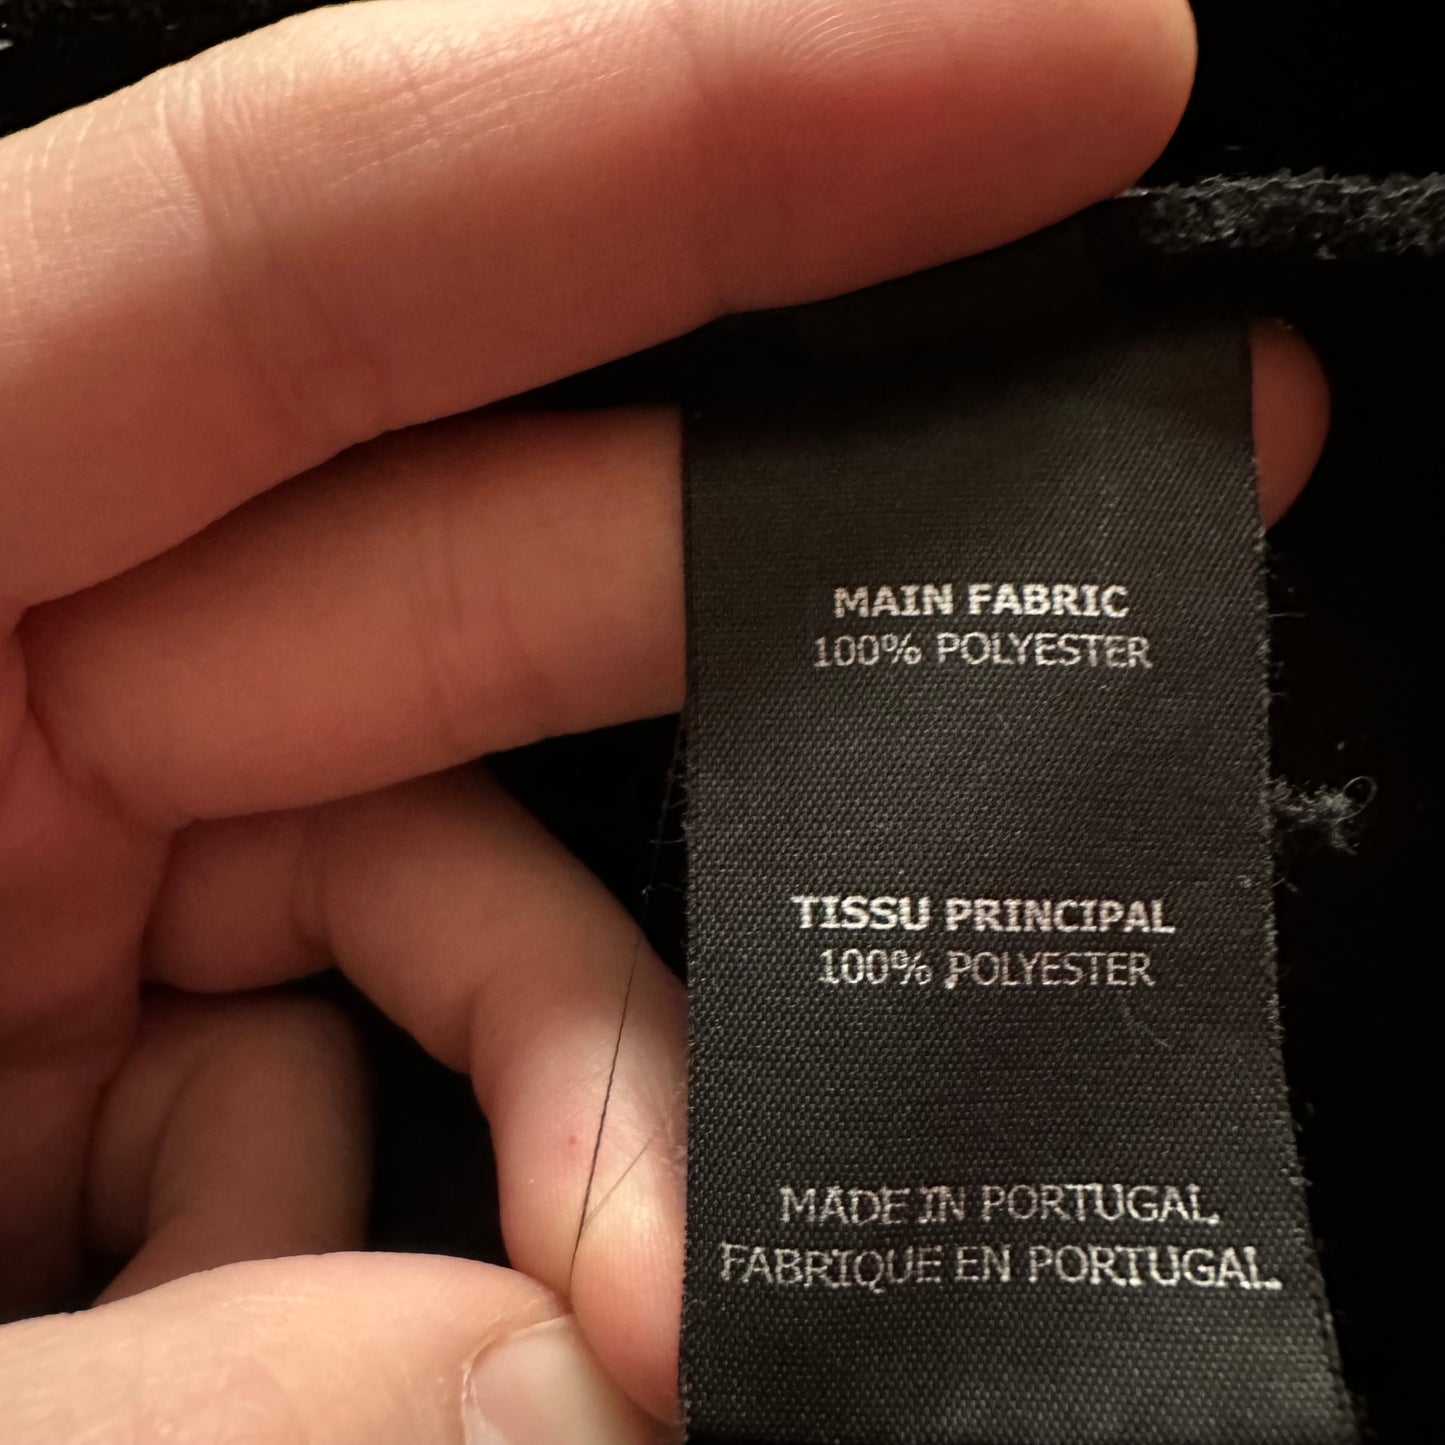 MAIN FABRIC
100% POLYESTER
TISSU PRINCIPAL
100% POLYESTER
MADE IN PORTUGAL
FABRIQUE EN PORTUGAL